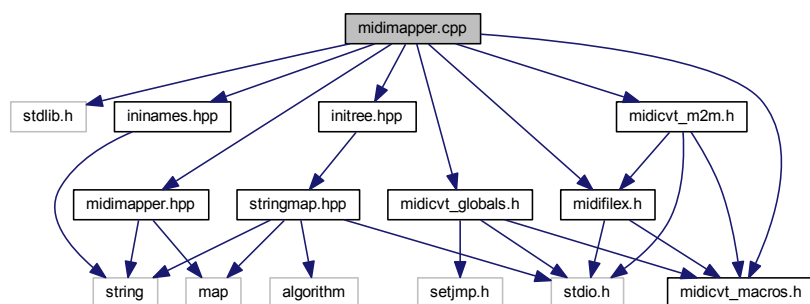 midimapper.cpp
stdlib.h
ininames.hpp
initree.hpp
midicvt_m2m.h
midimapper.hpp
stringmap.hpp
midicvt_globals.h
midifilex.h
string
map
algorithm
setjmp.h
stdio.h
midicvt_macros.h